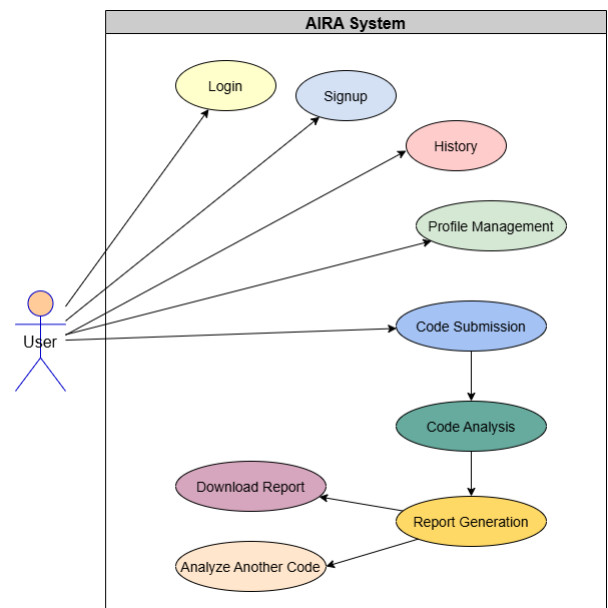 AIRA System
Login
Signup
History
Profile Management
User
Code Submission
Code Analysis
Download Report
Report Generation
Analyze Another Code